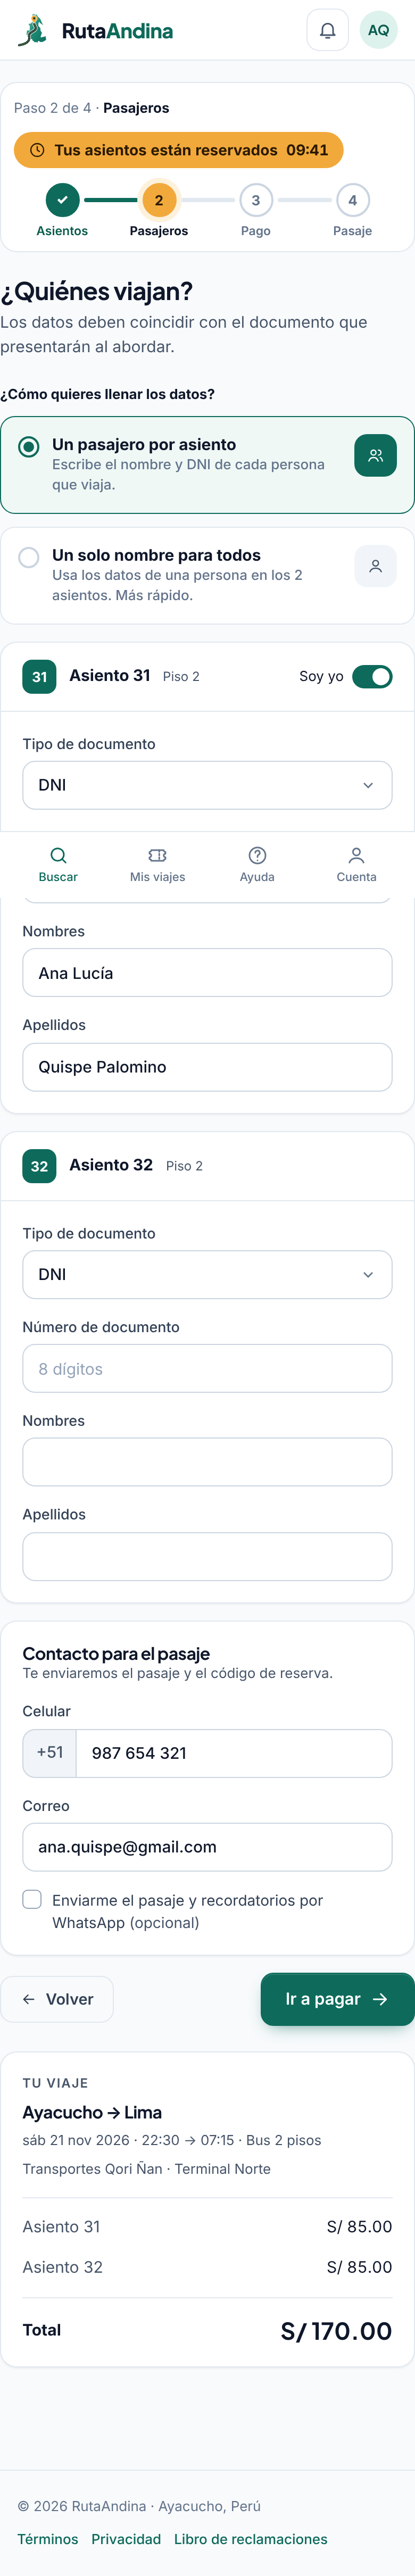 RutaAndina
AQ
Paso 2 de 4 · Pasajeros
Tus asientos están reservados 09:41
2
3
4
Asientos
Pasajeros
Pago
Pasaje
¿Quiénes viajan?
Los datos deben coincidir con el documento que
presentarán al abordar.
¿Cómo quieres llenar los datos?
Un pasajero por asiento
Escribe el nombre y DNI de cada persona
que viaja.
Un solo nombre para todos
Usa los datos de una persona en los 2
asientos. Más rápido.
31 Asiento 31 Piso 2 Soy yo
Tipo de documento
DNI
Buscar
Mis viajes
Ayuda
Cuenta
Nombres
Ana Lucía
Apellidos
Quispe Palomino
32 Asiento 32 Piso 2
Tipo de documento
DNI
Número de documento
8 dígitos
Nombres
Apellidos
Contacto para el pasaje
Te enviaremos el pasaje y el código de reserva.
Celular
+51 987 654 321
Correo
ana.quispe@gmail.com
Enviarme el pasaje y recordatorios por
WhatsApp (opcional)
← Volver
Ir a pagar →
TU VIAJE
Ayacucho → Lima
sáb 21 nov 2026 · 22:30 → 07:15 · Bus 2 pisos
Transportes Qori Ñan · Terminal Norte
Asiento 31 S/ 85.00
Asiento 32 S/ 85.00
Total S/ 170.00
© 2026 RutaAndina · Ayacucho, Perú
Términos Privacidad Libro de reclamaciones